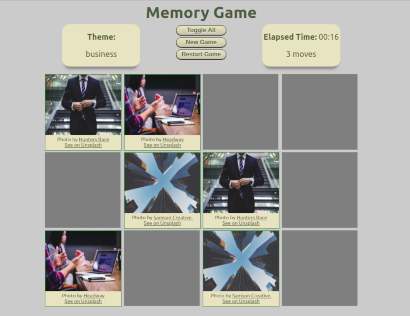 Memory Game
Theme:
business
Toggle All
New Game
Restart Game
Elapsed Time: 00:16
3 moves
Photo by Hunters Race
See on Unsplash
Photo by Headway
See on Unsplash
Photo by Samson Creative.
See on Unsplash
Photo by Hunters Race
See on Unsplash
Photo by Headway
See on Unsplash
Photo by Samson Creative.
See on Unsplash